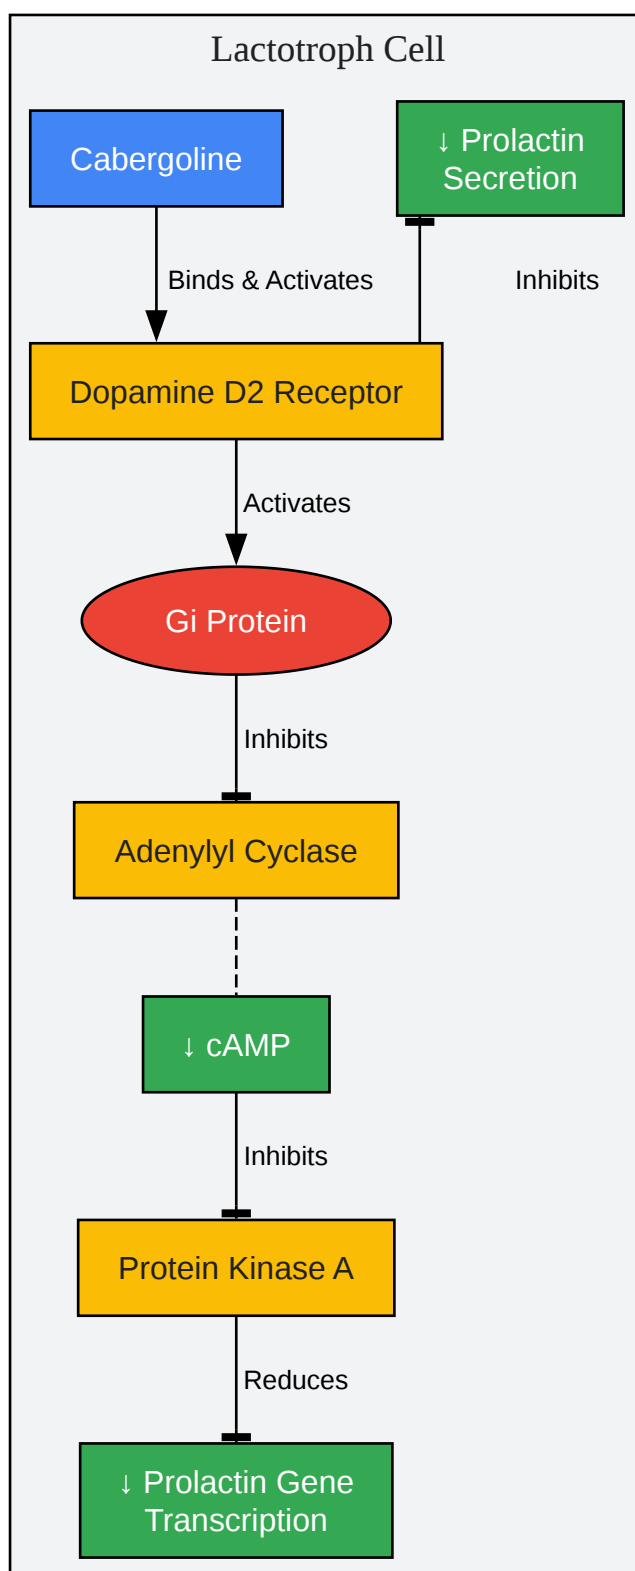 Lactotroph Cell
Cabergoline
↓ Prolactin
Secretion
Binds & Activates
Inhibits
Dopamine D2 Receptor
Activates
Gi Protein
Inhibits
Adenylyl Cyclase
↓ cAMP
Inhibits
Protein Kinase A
Reduces
↓ Prolactin Gene
Transcription